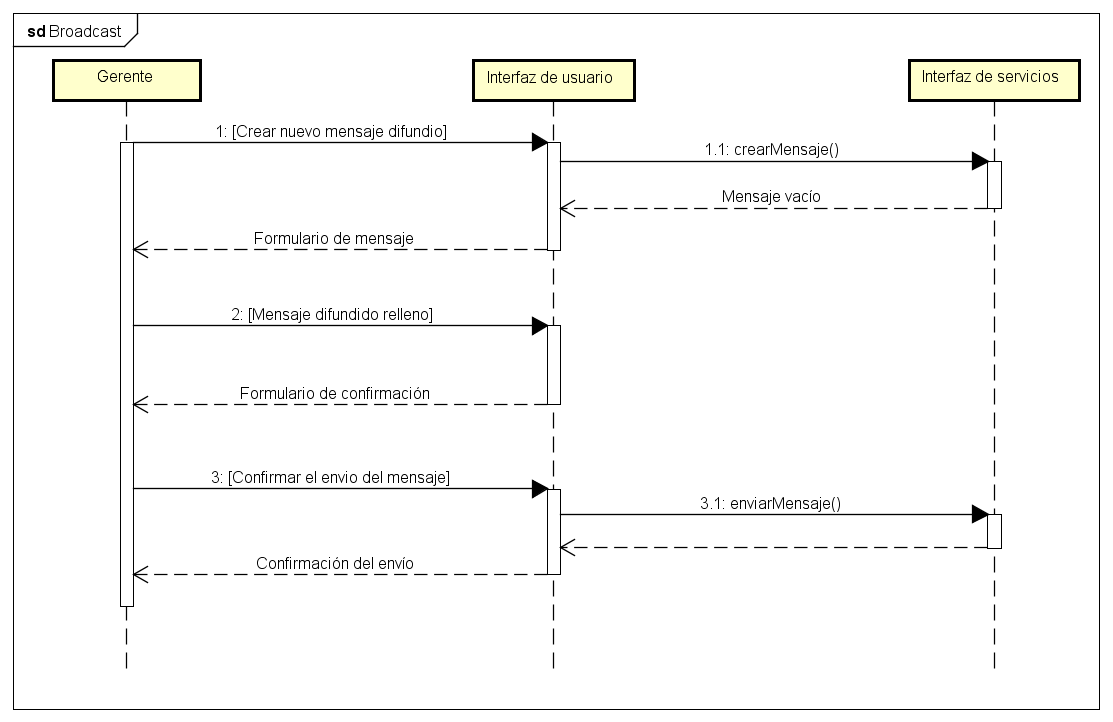 sd Broadcast
Gerente
Interfaz de usuario
Interfaz de servicios
1: [Crear nuevo mensaje difundio]
1.1: crearMensaje()
Mensaje vacío
Formulario de mensaje
2: [Mensaje difundido relleno]
Formulario de confirmación
3: [Confirmar el envio del mensaje]
3.1: enviarMensaje()
Confirmación del envío